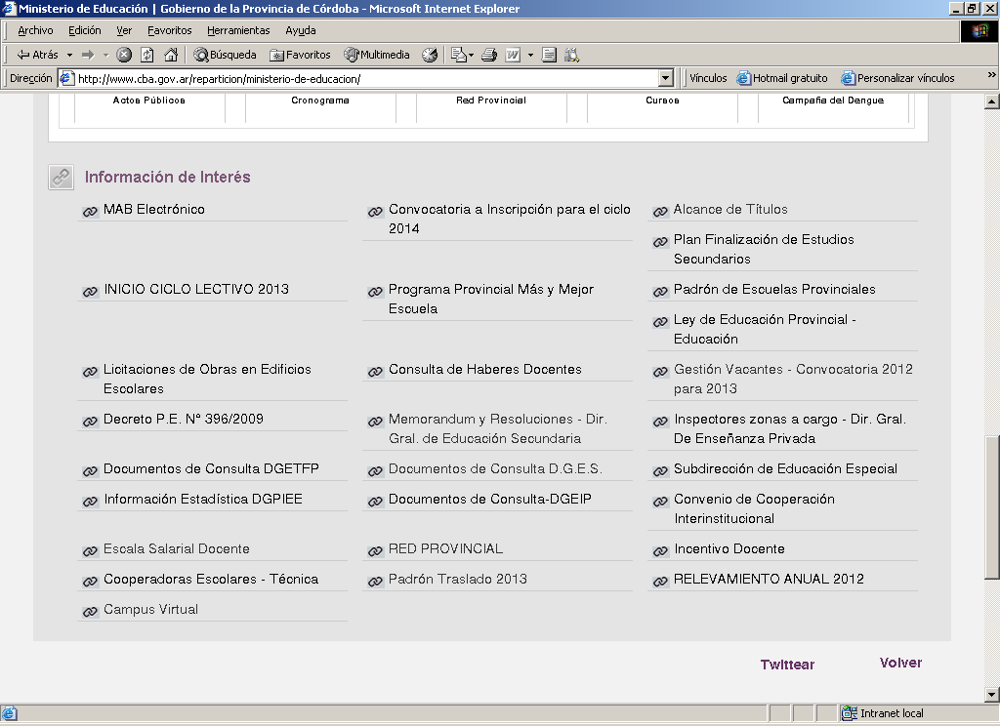 Ministerio de Educación | Gobierno de la Provincia de Córdoba - Microsoft Internet Explorer
Archivo Edición Ver Favoritos Herramientas Ayuda
Atrás Búsqueda Favoritos Multimedia
Dirección http://www.cba.gov.ar/reparticion/ministerio-de-educacion/ Vínculos Hotmail gratuito Personalizar vínculos »
Actos Públicos Cronograma Red Provincial Cursos Campaña del Dengue
Información de Interés
MAB Electrónico
Convocatoria a Inscripción para el ciclo
2014
Alcance de Títulos
Plan Finalización de Estudios
Secundarios
INICIO CICLO LECTIVO 2013
Programa Provincial Más y Mejor
Escuela
Padrón de Escuelas Provinciales
Ley de Educación Provincial -
Educación
Licitaciones de Obras en Edificios
Escolares
Consulta de Haberes Docentes
Gestión Vacantes - Convocatoria 2012
para 2013
Decreto P.E. Nº 396/2009
Memorandum y Resoluciones - Dir.
Gral. de Educación Secundaria
Inspectores zonas a cargo - Dir. Gral.
De Enseñanza Privada
Documentos de Consulta DGETFP
Documentos de Consulta D.G.E.S.
Subdirección de Educación Especial
Información Estadística DGPIEE
Documentos de Consulta-DGEIP
Convenio de Cooperación
Interinstitucional
Escala Salarial Docente
RED PROVINCIAL
Incentivo Docente
Cooperadoras Escolares - Técnica
Padrón Traslado 2013
RELEVAMIENTO ANUAL 2012
Campus Virtual
Twittear Volver
Intranet local